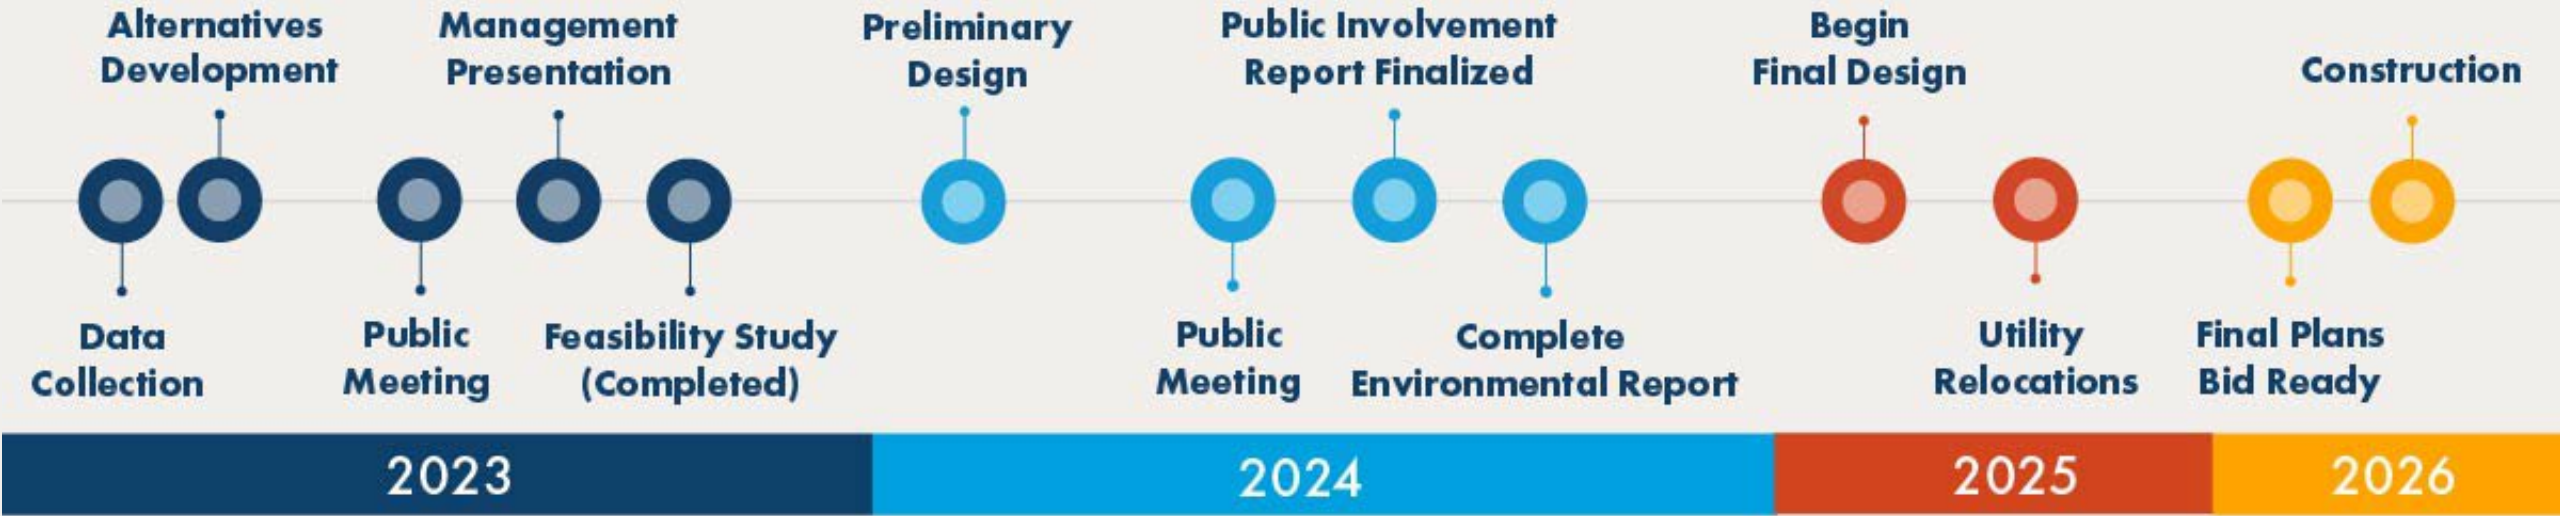 Alternatives
Development
Management
Presentation
Preliminary
Design
Public Involvement
Report Finalized
Begin
Final Design
Construction
Data
Collection
Public
Meeting
Feasibility Study
(Completed)
Public
Meeting
Complete
Environmental Report
Utility
Relocations
Final Plans
Bid Ready
2023
2024
2025
2026